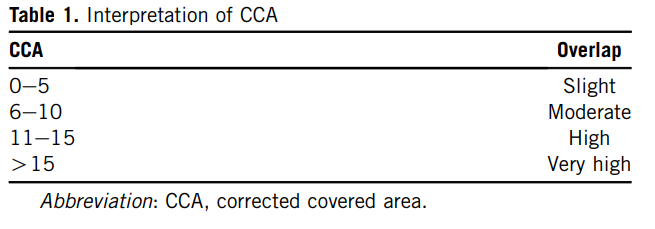 Table 1. Interpretation of CCA
CCA Overlap
0–5 Slight
6–10 Moderate
11–15 High
>15 Very high
Abbreviation: CCA, corrected covered area.